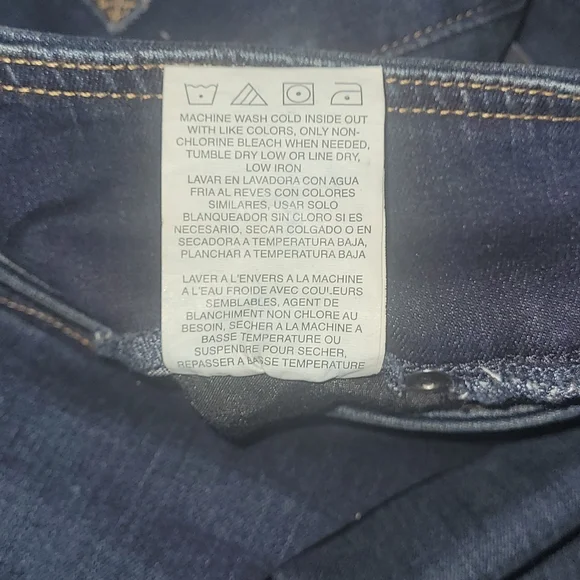 MACHINE WASH COLD INSIDE OUT
WITH LIKE COLORS, ONLY NON-
CHLORINE BLEACH WHEN NEEDED,
TUMBLE DRY LOW OR LINE DRY,
LOW IRON
LAVAR EN LAVADORA CON AGUA
FRIA AL REVES CON COLORES
SIMILARES, USAR SOLO
BLANQUEADOR SIN CLORO SI ES
NECESARIO, SECAR COLGADO O EN
SECADORA A TEMPERATURA BAJA,
PLANCHAR A TEMPERATURA BAJA
LAVER A L'ENVERS A LA MACHINE
A L'EAU FROIDE AVEC COULEURS
SEMBLABLES, AGENT DE
BLANCHIMENT NON CHLORE AU
BESOIN, SECHER A LA MACHINE A
BASSE TEMPERATURE OU
SUSPENDRE POUR SECHER,
REPASSER A BASSE TEMPERATURE